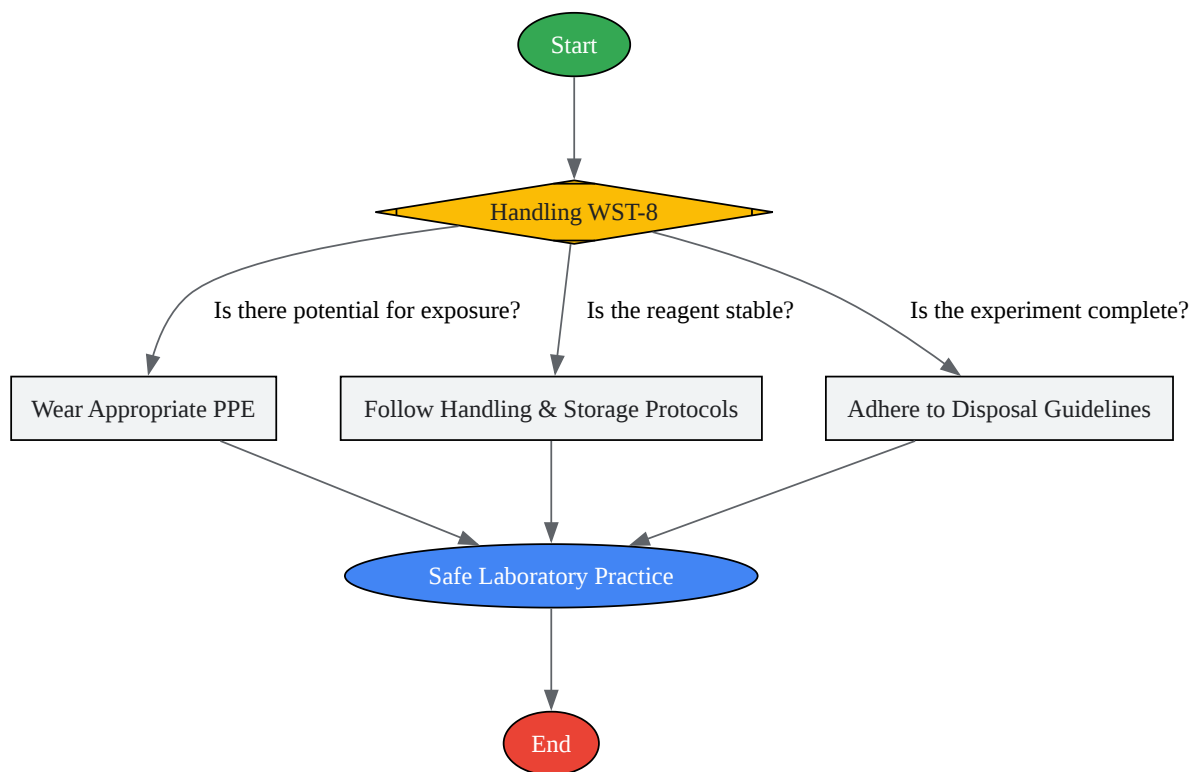 Start
Handling WST-8
Is there potential for exposure?
Is the reagent stable?
Is the experiment complete?
Wear Appropriate PPE
Follow Handling & Storage Protocols
Adhere to Disposal Guidelines
Safe Laboratory Practice
End